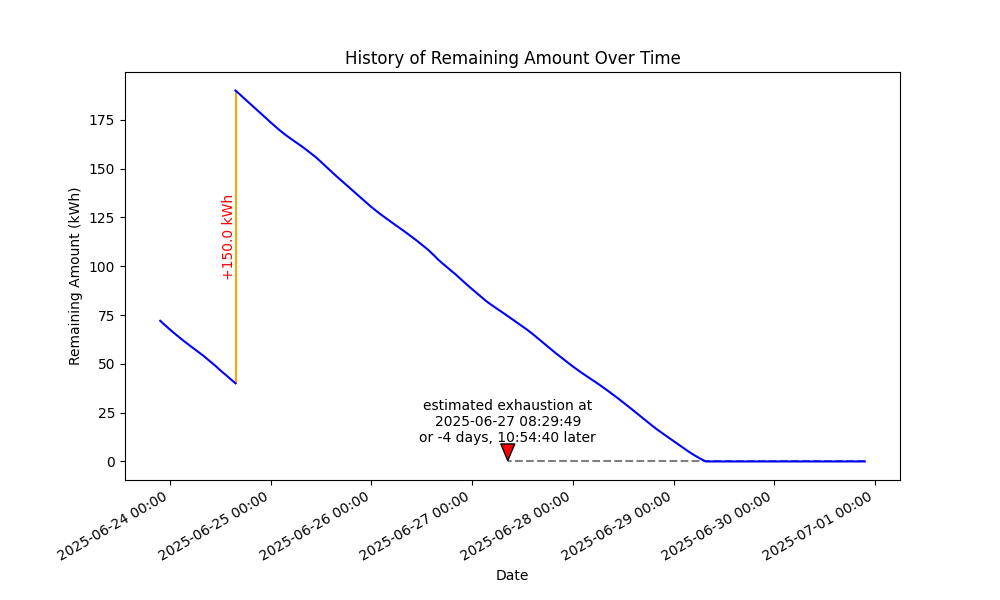 History of Remaining Amount Over Time
Remaining Amount (kWh)
175
150
125
100
75
50
25
0
+150.0 kWh
estimated exhaustion at
2025-06-27 08:29:49
or -4 days, 10:54:40 later
2025-06-24 00:00
2025-06-25 00:00
2025-06-26 00:00
2025-06-27 00:00
2025-06-28 00:00
2025-06-29 00:00
2025-06-30 00:00
2025-07-01 00:00
Date